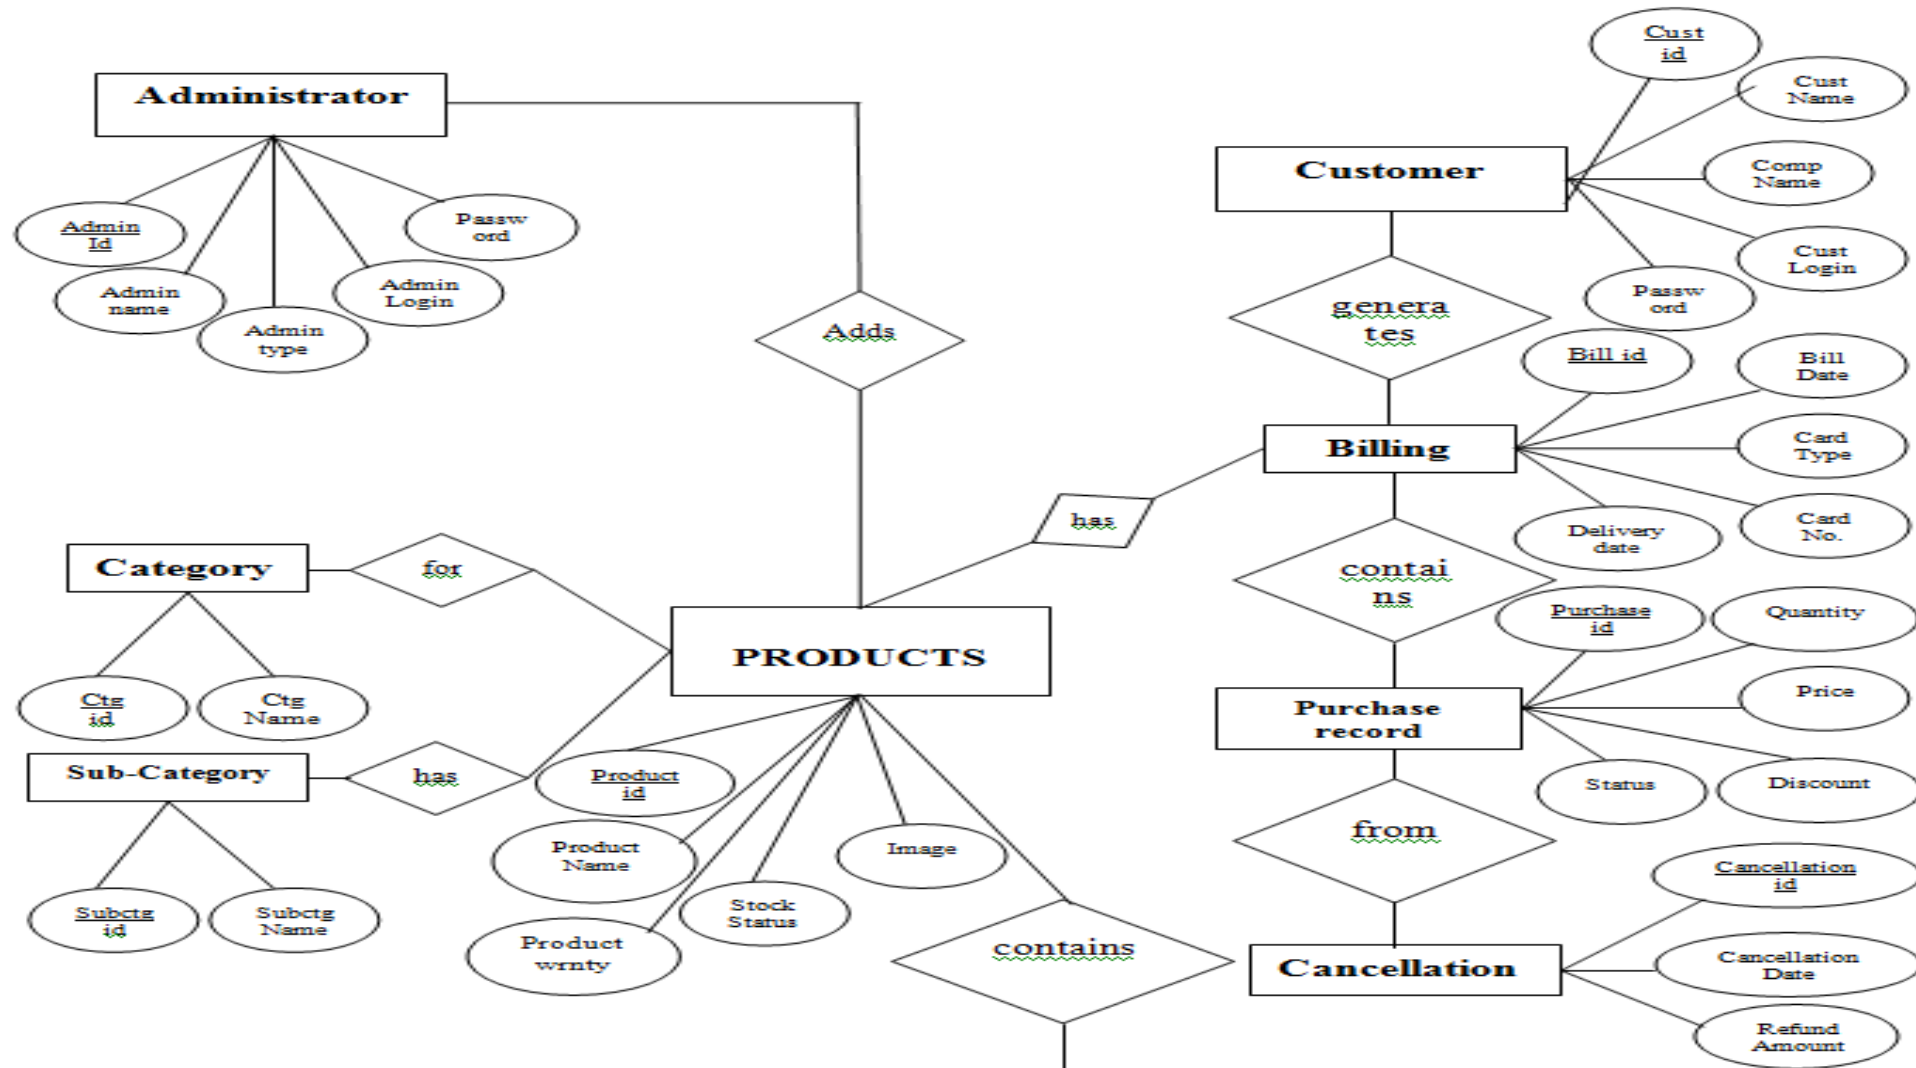 Administrator
Admin
Id
Admin
name
Admin
type
Admin
Login
Passw
ord
Adds
Cust
id
Cust
Name
Customer
Comp
Name
Cust
Login
Passw
ord
genera
tes
Bill id
Bill
Date
Billing
Card
Type
Card
No.
Delivery
date
has
contai
ns
Category
for
Ctg
id
Ctg
Name
PRODUCTS
Purchase
id
Quantity
Purchase
record
Price
Status
Discount
Sub-Category
has
Subctg
id
Subctg
Name
Product
id
Product
Name
Product
wrnty
Stock
Status
Image
contains
from
Cancellation
id
Cancellation
Cancellation
Date
Refund
Amount